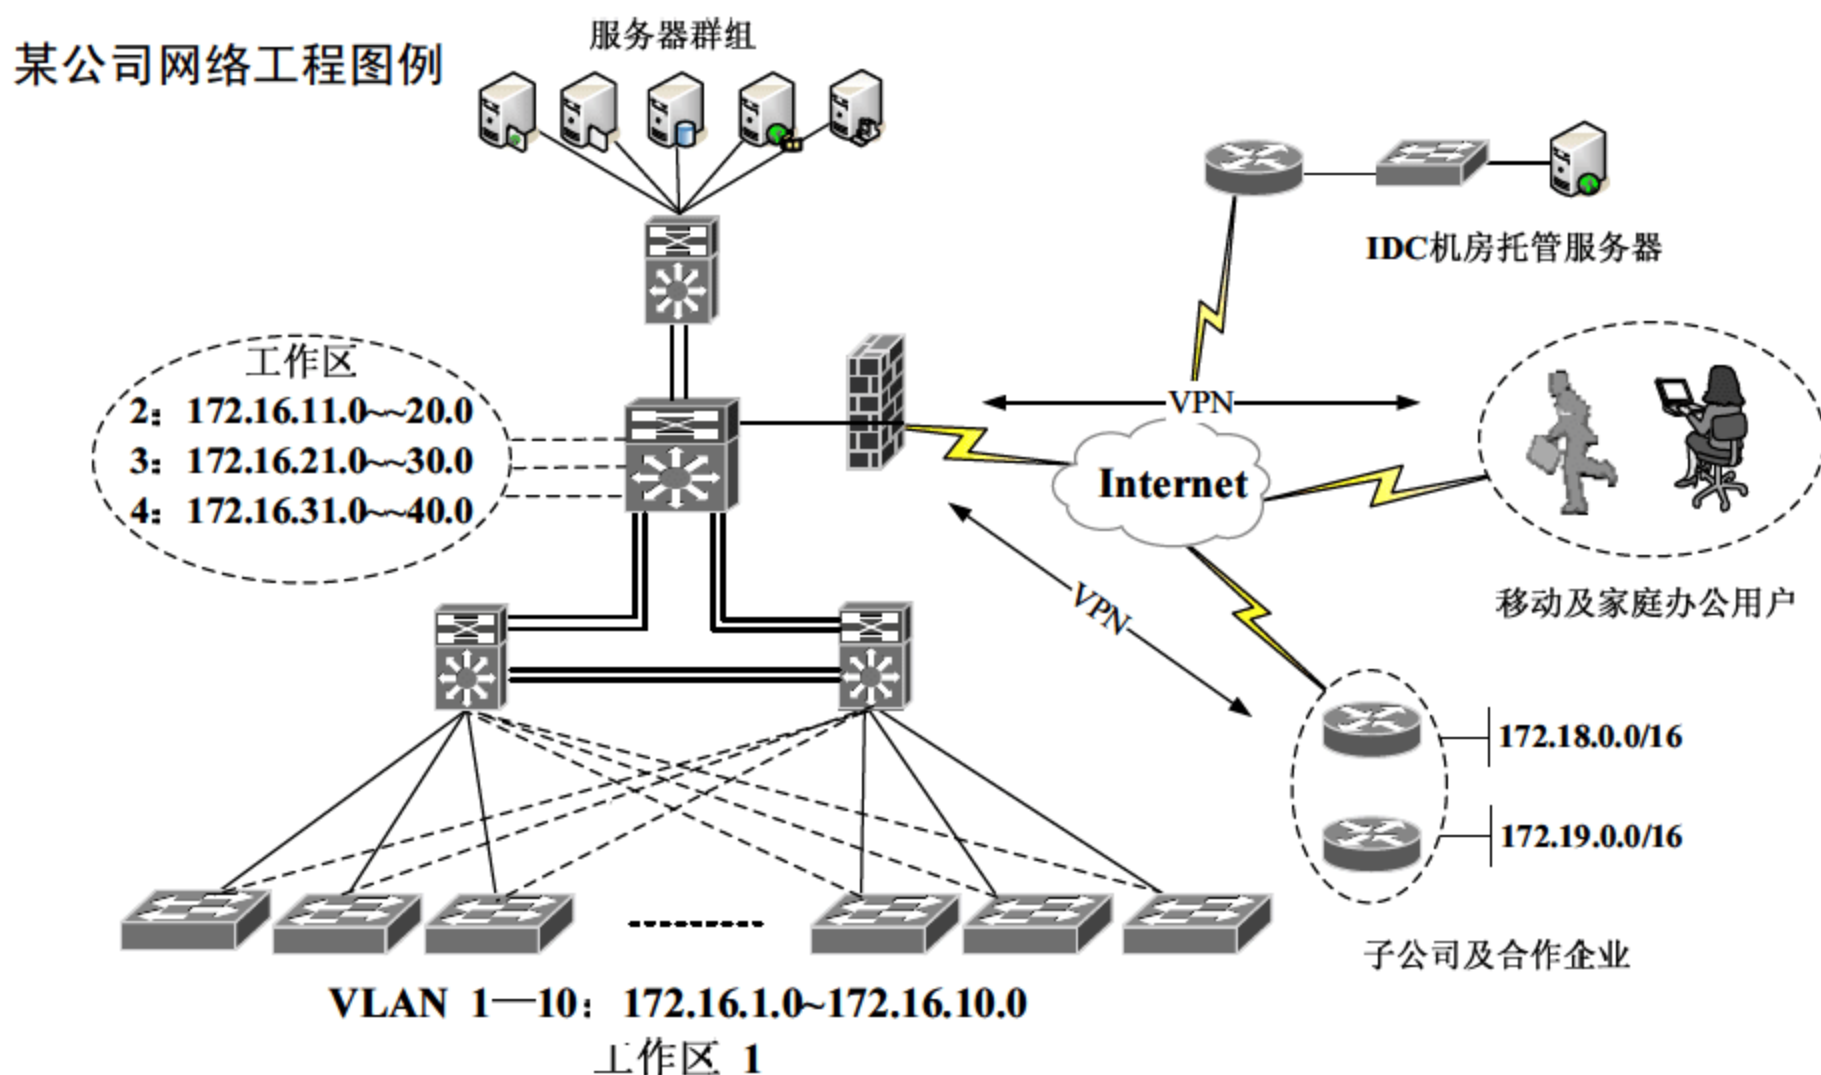 某公司网络工程图例
服务器群组
IDC机房托管服务器
工作区
2: 172.16.11.0~~20.0
3: 172.16.21.0~~30.0
4: 172.16.31.0~~40.0
VPN
Internet
移动及家庭办公用户
VPN
172.18.0.0/16
172.19.0.0/16
子公司及合作企业
VLAN 1—10: 172.16.1.0~172.16.10.0
工作区 1